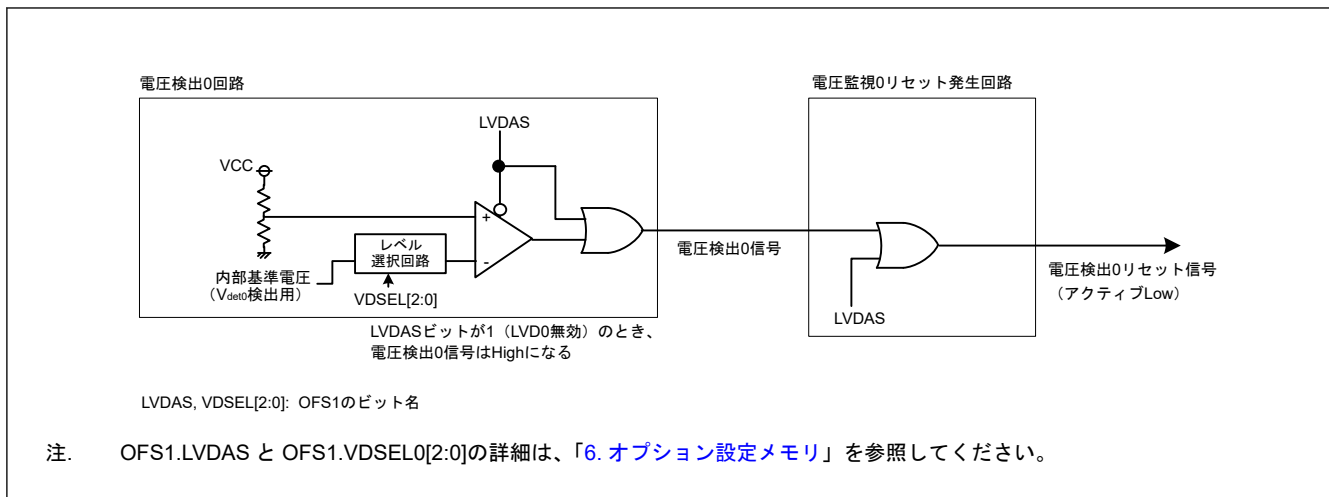 電圧検出0回路
電圧監視0リセット発生回路
LVDAS
VCC
+
レベル
選択回路
-
内部基準電圧
（Vdet0検出用）
VDSEL[2:0]
電圧検出0信号
電圧検出0リセット信号
（アクティブLow）
LVDAS
LVDASビットが1（LVD0無効）のとき、
電圧検出0信号はHighになる
LVDAS, VDSEL[2:0]: OFS1のビット名
注. OFS1.LVDAS と OFS1.VDSEL0[2:0]の詳細は、「6. オプション設定メモリ」を参照してください。